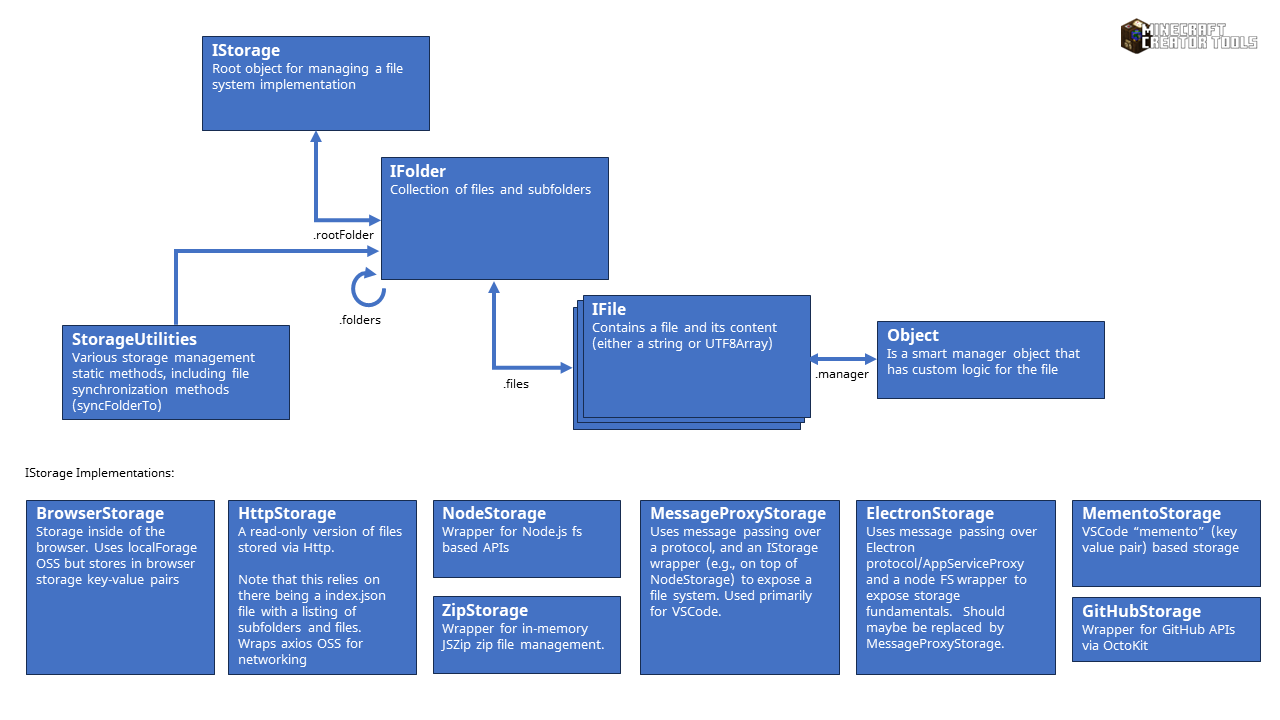 MINECRAFT
CREATOR TOOLS
IStorage
Root object for managing a file
system implementation
IFolder
Collection of files and subfolders
.rootFolder
.folders
StorageUtilities
Various storage management
static methods, including file
synchronization methods
(syncFolderTo)
.files
IFile
Contains a file and its content
(either a string or UTF8Array)
.manager
Object
Is a smart manager object that
has custom logic for the file
IStorage Implementations:
BrowserStorage
Storage inside of the
browser. Uses localForage
OSS but stores in browser
storage key-value pairs
HttpStorage
A read-only version of files
stored via Http.
Note that this relies on
there being a index.json
file with a listing of
subfolders and files.
Wraps axios OSS for
networking
NodeStorage
Wrapper for Node.js fs
based APIs
ZipStorage
Wrapper for in-memory
JSZip zip file management.
MessageProxyStorage
Uses message passing over
a protocol, and an IStorage
wrapper (e.g., on top of
NodeStorage) to expose a
file system. Used primarily
for VSCode.
ElectronStorage
Uses message passing over
Electron
protocol/AppServiceProxy
and a node FS wrapper to
expose storage
fundamentals. Should
maybe be replaced by
MessageProxyStorage.
MementoStorage
VSCode “memento” (key
value pair) based storage
GitHubStorage
Wrapper for GitHub APIs
via OctoKit